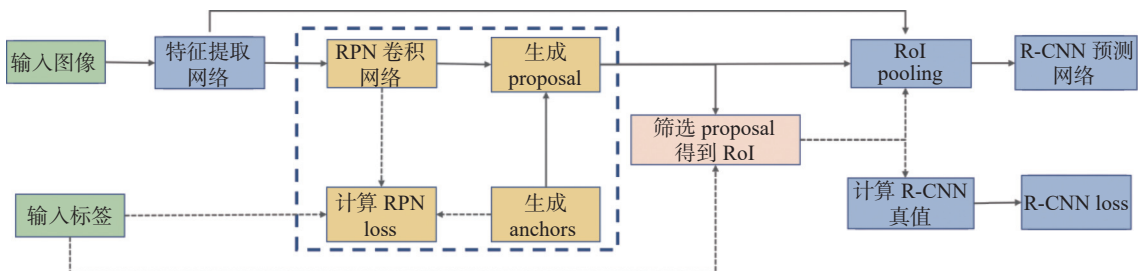 输入图像
特征提取
网络
RPN 卷积
网络
生成
proposal
RoI
pooling
R-CNN 预测
网络
筛选 proposal
得到 RoI
输入标签
计算 RPN
loss
生成
anchors
计算 R-CNN
真值
R-CNN loss